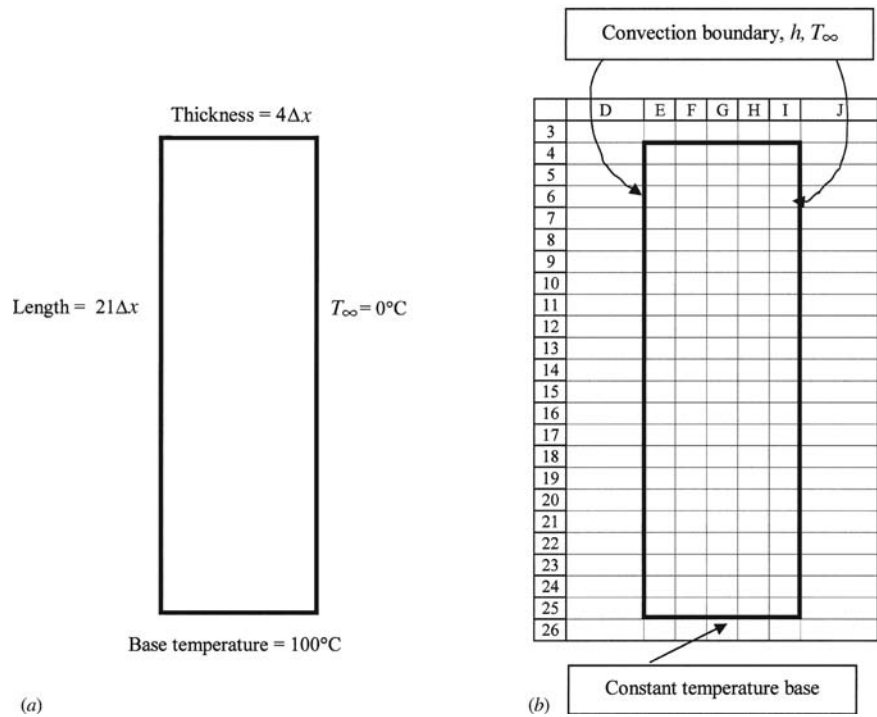 Thickness = 4Δx
Length = 21Δx
T∞ = 0°C
Base temperature = 100°C
(a)
Convection boundary, h, T∞
D E F G H I J
3
4
5
6
7
8
9
10
11
12
13
14
15
16
17
18
19
20
21
22
23
24
25
26
Constant temperature base
(b)